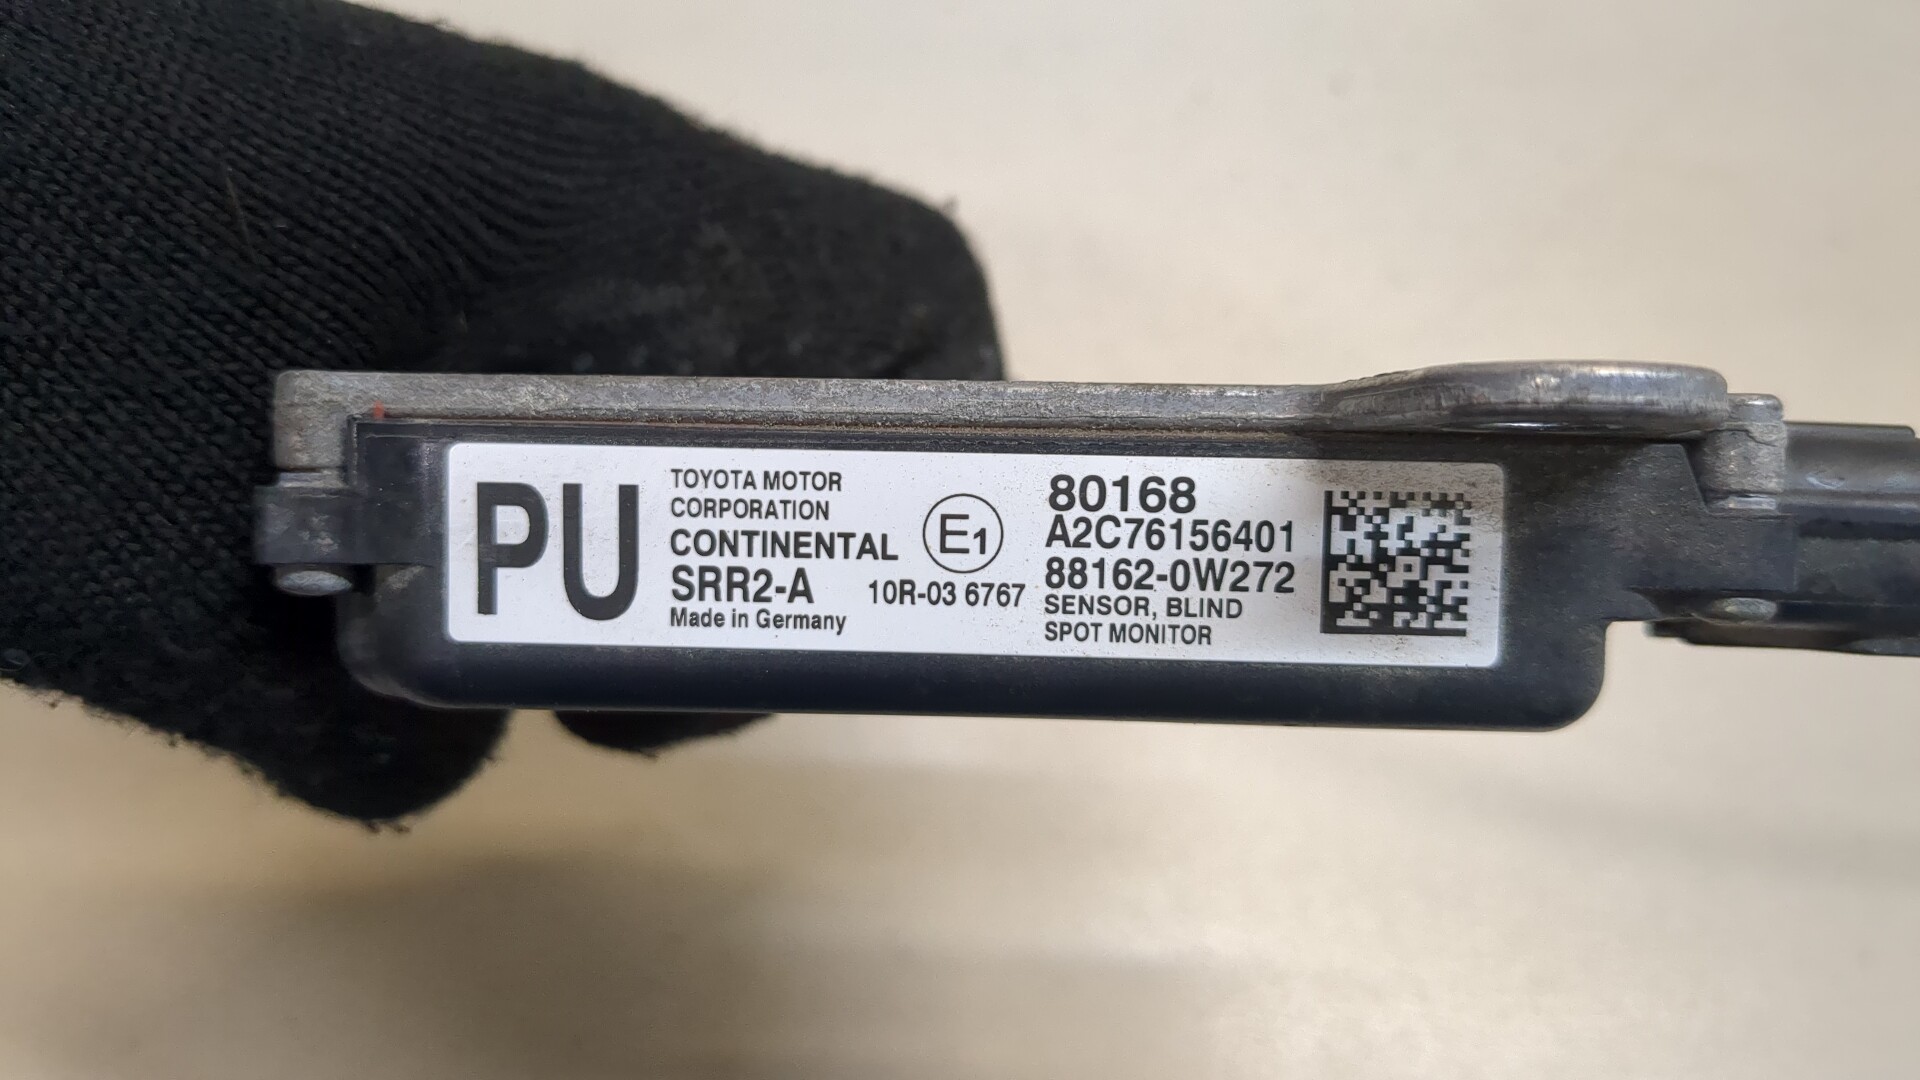 PU
TOYOTA MOTOR
CORPORATION
CONTINENTAL
SRR2-A
Made in Germany
E1
10R-03 6767
80168
A2C76156401
88162-0W272
SENSOR, BLIND
SPOT MONITOR